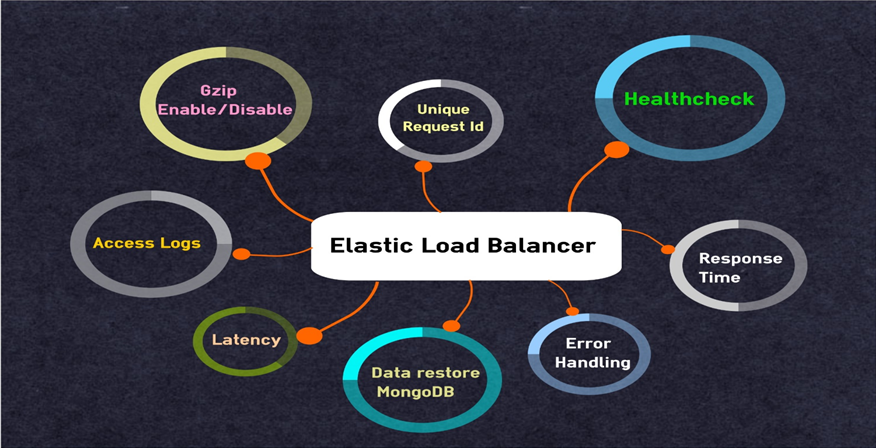 Gzip
Enable/Disable
Unique
Request Id
Healthcheck
Access Logs
Elastic Load Balancer
Response
Time
Latency
Data restore
MongoDB
Error
Handling